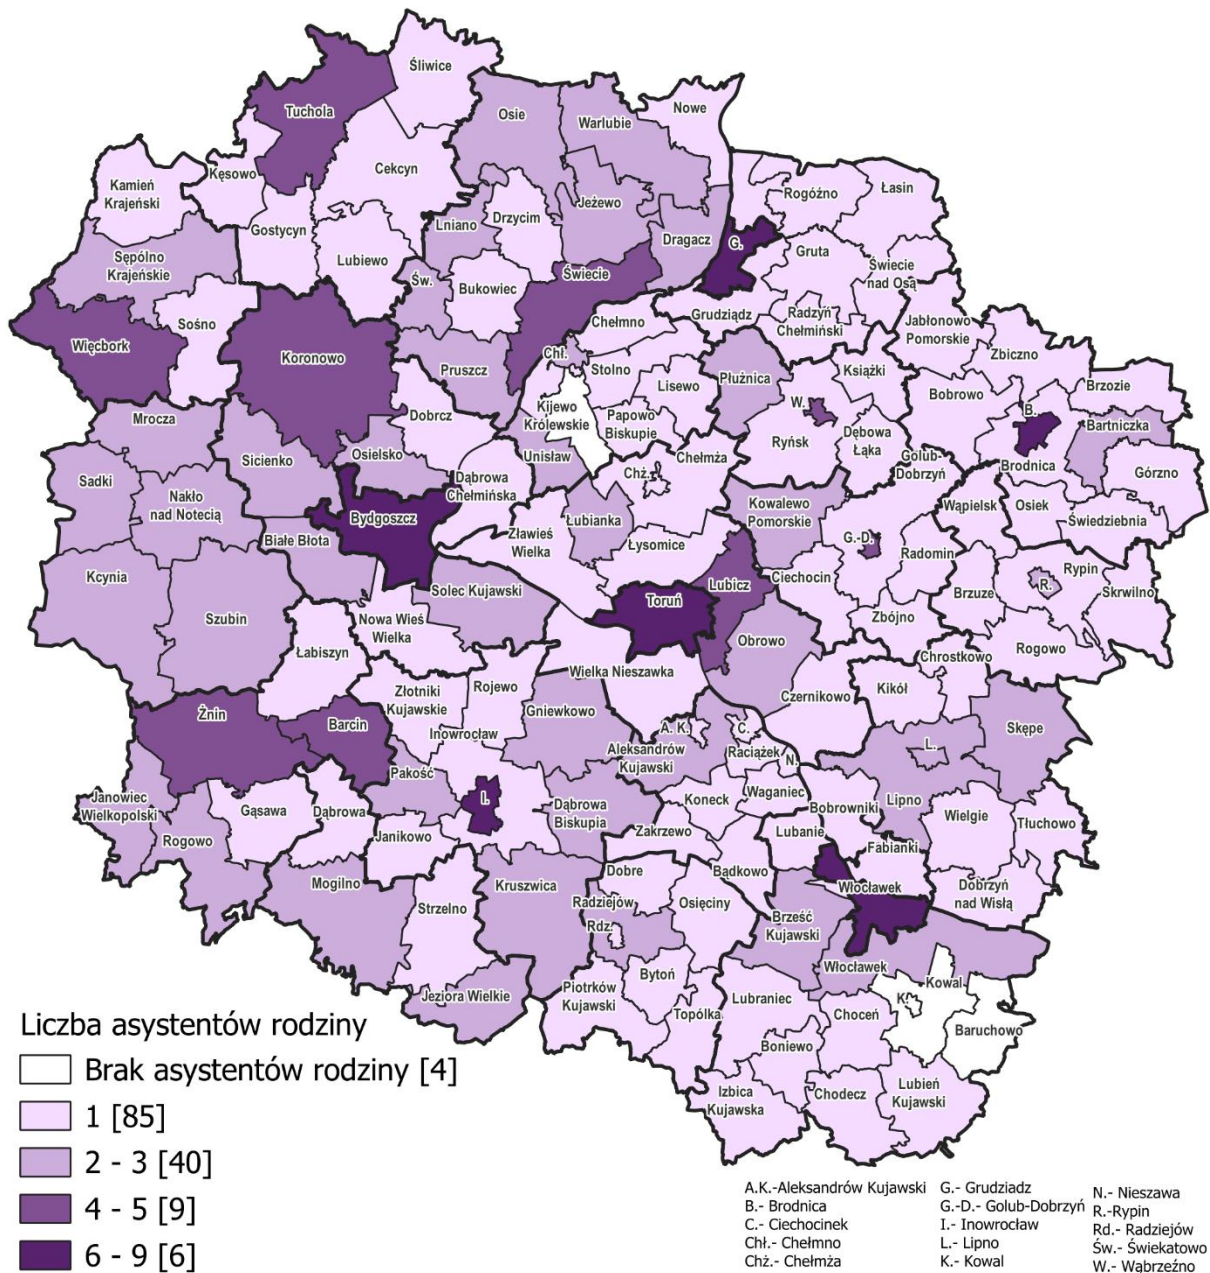 Śliwice
Tuchola
Osie
Nowe
Warlubie
Cekcyn
Kęsowo
Kamień
Krajeński
Rogóźno
Łasin
Jeżewo
Drzycim
Lniano
Gostycyn
Dragacz
G.
Gruta
Sępólno
Krajeńskie
Lubiewo
Świecie
Świecie
nad Osą
Św.
Bukowiec
Sośno
Grudziądz
Radzyń
Chełmiński
Jabłonowo
Pomorskie
Chełmno
Więcbork
Koronowo
Zbiczno
Chł.
Stolno
Pruszcz
Książki
Płużnica
Lisewo
Brzozie
Bobrowo
Kijewo
Królewskie
W.
B.
Dobrcz
Papowo
Biskupie
Mrocza
Bartniczka
Ryńsk
Dębowa
Łąka
Osielsko
Sicienko
Unisław
Chełmża
Golub-
Dobrzyń
Brodnica
Górzno
Chż.
Sadki
Dąbrowa
Chełmińska
Nakło
nad Notecią
Kowalewo
Pomorskie
Wąpielsk
Osiek
Bydgoszcz
Łubianka
Świedziebnia
Białe Błota
Zławieś
Wielka
G.-D.
Łysomice
Radomin
Rypin
Kcynia
Ciechocin
R.
Solec Kujawski
Lubicz
Brzuze
Skrwilno
Toruń
Szubin
Nowa Wieś
Wielka
Zbójno
Obrowo
Rogowo
Łabiszyn
Chrostkowo
Wielka Nieszawka
Rojewo
Kikół
Czernikowo
Złotniki
Kujawskie
Żnin
Gniewkowo
Barcin
A. K.
C.
Skępe
Inowrocław
Aleksandrów
Kujawski
Raciążek
L.
N.
Pakość
Waganiec
Janowiec
Wielkopolski
I.
Koneck
Lipno
Dąbrowa
Biskupia
Bobrowniki
Gąsawa
Dąbrowa
Wielgie
Tłuchowo
Zakrzewo
Lubanie
Janikowo
Rogowo
Fabianki
Bądkowo
Dobre
Mogilno
Kruszwica
Włocławek
Dobrzyń
nad Wisłą
Radziejów
Osięciny
Strzelno
Brześć
Kujawski
Rdz.
Włocławek
Bytoń
Kowal
Piotrków
Kujawski
Lubraniec
Jeziora Wielkie
K.
Topólka
Choceń
Baruchowo
Boniewo
Izbica
Kujawska
Chodecz
Lubień
Kujawski
Liczba asystentów rodziny
Brak asystentów rodziny [4]
1 [85]
2 - 3 [40]
4 - 5 [9]
6 - 9 [6]
A.K.-Aleksandrów Kujawski
B.- Brodnica
C.- Ciechocinek
Chł.- Chełmno
Chż.- Chełmża
G.- Grudziadz
G.-D.- Golub-Dobrzyń
I.- Inowrocław
L.- Lipno
K.- Kowal
N.- Nieszawa
R.-Rypin
Rd.- Radziejów
Św.- Świekatowo
W.- Wąbrzeźno